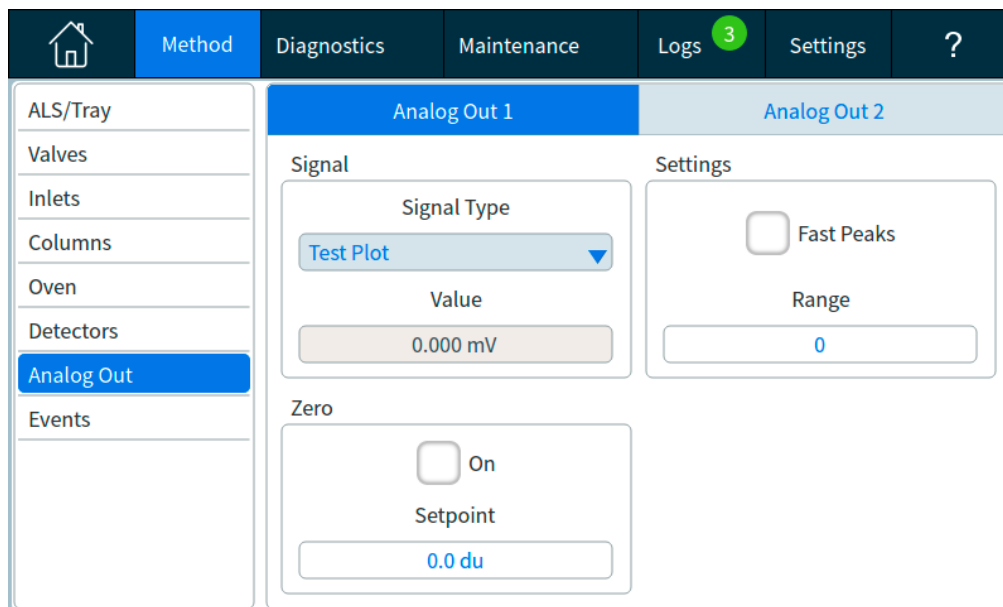 Method
Diagnostics
Maintenance
Logs
3
Settings
?
ALS/Tray
Valves
Inlets
Columns
Oven
Detectors
Analog Out
Events
Analog Out 1
Analog Out 2
Signal
Signal Type
Test Plot
Value
0.000 mV
Settings
Fast Peaks
Range
0
Zero
On
Setpoint
0.0 du